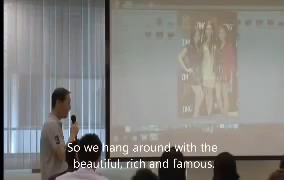 So we hang around with the
beautiful, rich and famous.